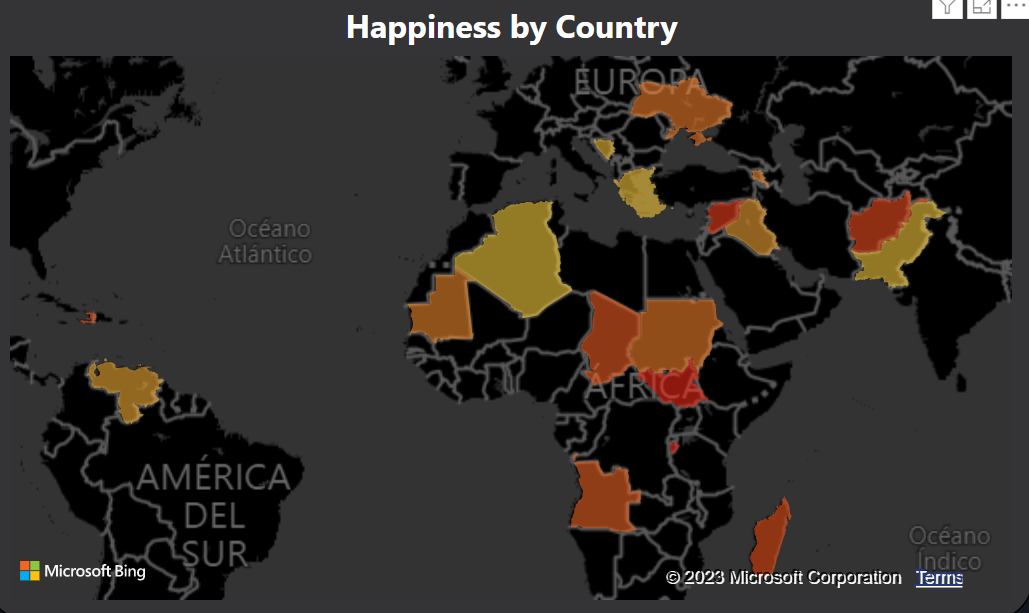 Happiness by Country
EUROPA
Océano
Atlántico
ÁFRICA
AMÉRICA
DEL
SUR
Océano
Índico
Microsoft Bing
© 2023 Microsoft Corporation Terms